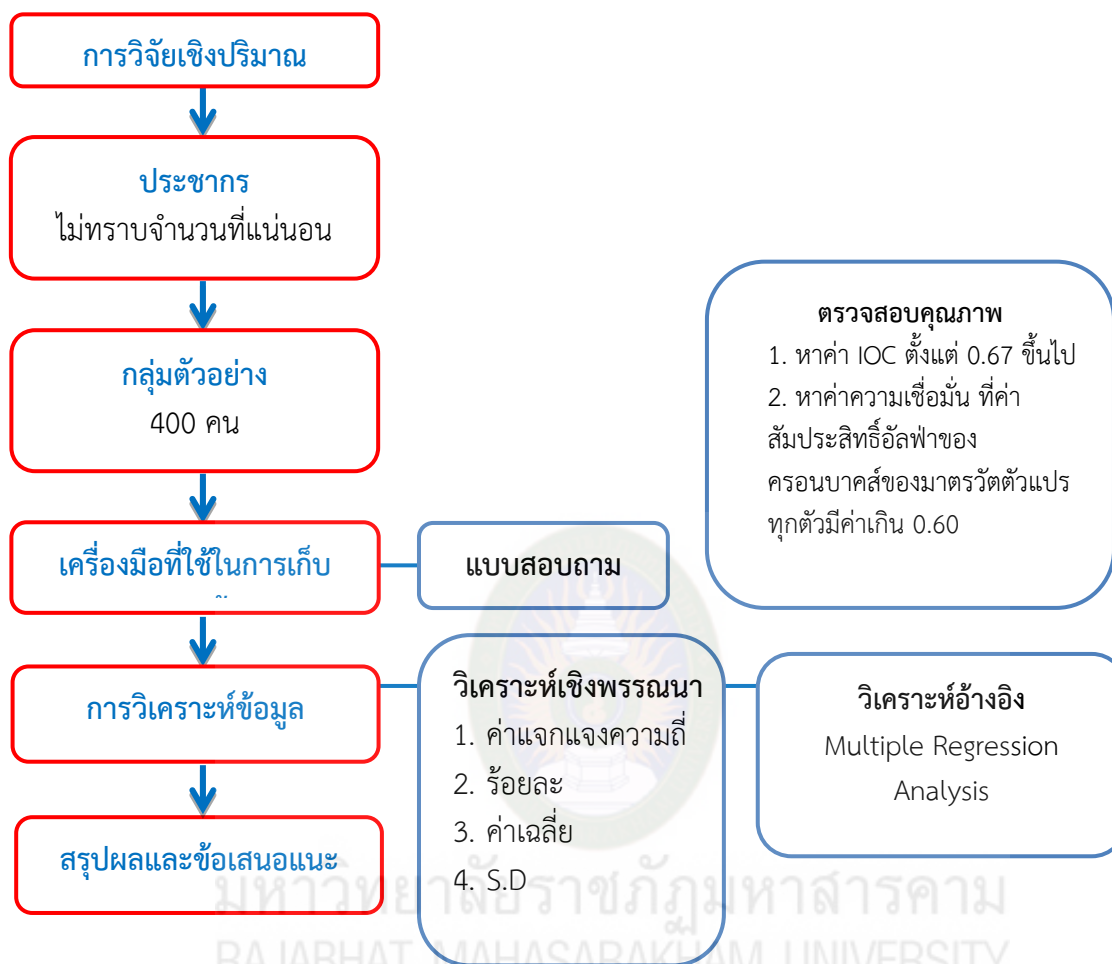 การวิจัยเชิงปริมาณ
ประชากร
ไม่ทราบจำนวนที่แน่นอน
กลุ่มตัวอย่าง
400 คน
เครื่องมือที่ใช้ในการเก็บ
แบบสอบถาม
ตรวจสอบคุณภาพ
1. หาค่า IOC ตั้งแต่ 0.67 ขึ้นไป
2. หาค่าความเชื่อมั่น ที่ค่า
สัมประสิทธิ์อัลฟ่าของ
ครอนบาคส์ของมาตรวัตตัวแปร
ทุกตัวมีค่าเกิน 0.60
การวิเคราะห์ข้อมูล
วิเคราะห์เชิงพรรณนา
1. ค่าแจกแจงความถี่
2. ร้อยละ
3. ค่าเฉลี่ย
4. S.D
วิเคราะห์อ้างอิง
Multiple Regression
Analysis
สรุปผลและข้อเสนอแนะ
มหาวิทยาลัยราชภัฏมหาสารคาม
RAJABHAT MAHASARAKHAM UNIVERSITY